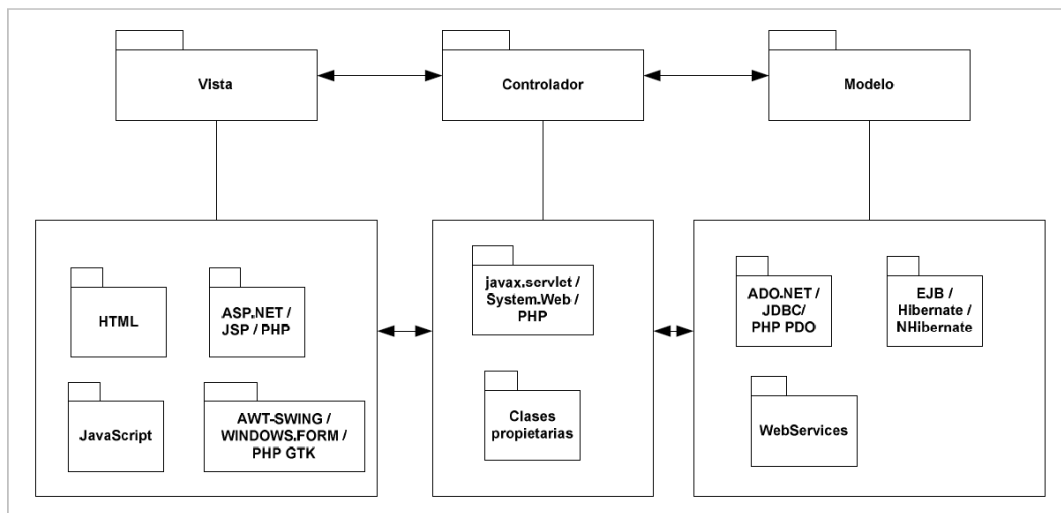 Vista
Controlador
Modelo
HTML
ASP.NET /
JSP / PHP
JavaScript
AWT-SWING /
WINDOWS.FORM /
PHP GTK
javax.servlet /
System.Web /
PHP
Clases
propietarias
ADO.NET /
JDBC/
PHP PDO
EJB /
Hibernate /
NHibernate
WebServices